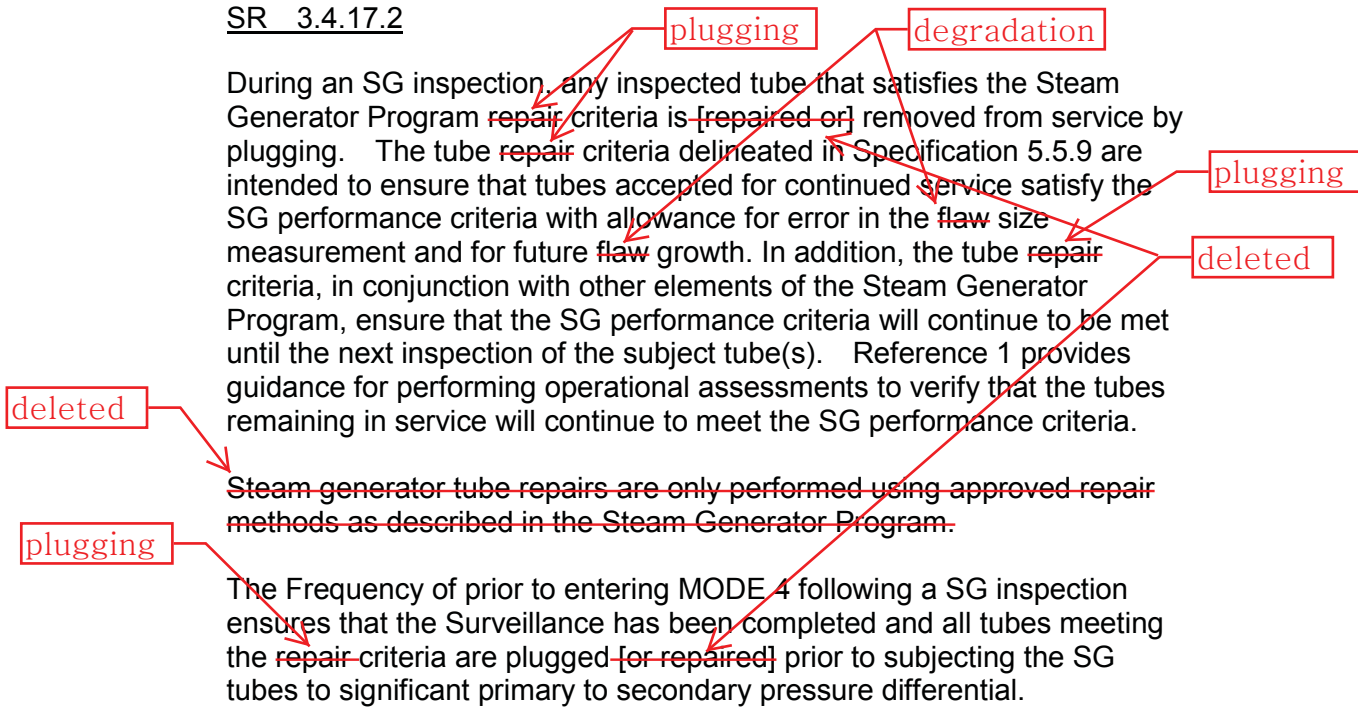 SR 3.4.17.2
plugging
degradation
During an SG inspection, any inspected tube that satisfies the Steam
Generator Program repair criteria is [repaired or] removed from service by
plugging. The tube repair criteria delineated in Specification 5.5.9 are
plugging
intended to ensure that tubes accepted for continued service satisfy the
SG performance criteria with allowance for error in the flaw size
measurement and for future flaw growth. In addition, the tube repair
deleted
criteria, in conjunction with other elements of the Steam Generator
Program, ensure that the SG performance criteria will continue to be met
until the next inspection of the subject tube(s). Reference 1 provides
guidance for performing operational assessments to verify that the tubes
deleted
remaining in service will continue to meet the SG performance criteria.
Steam generator tube repairs are only performed using approved repair
methods as described in the Steam Generator Program.
plugging
The Frequency of prior to entering MODE 4 following a SG inspection
ensures that the Surveillance has been completed and all tubes meeting
the repair criteria are plugged [or repaired] prior to subjecting the SG
tubes to significant primary to secondary pressure differential.